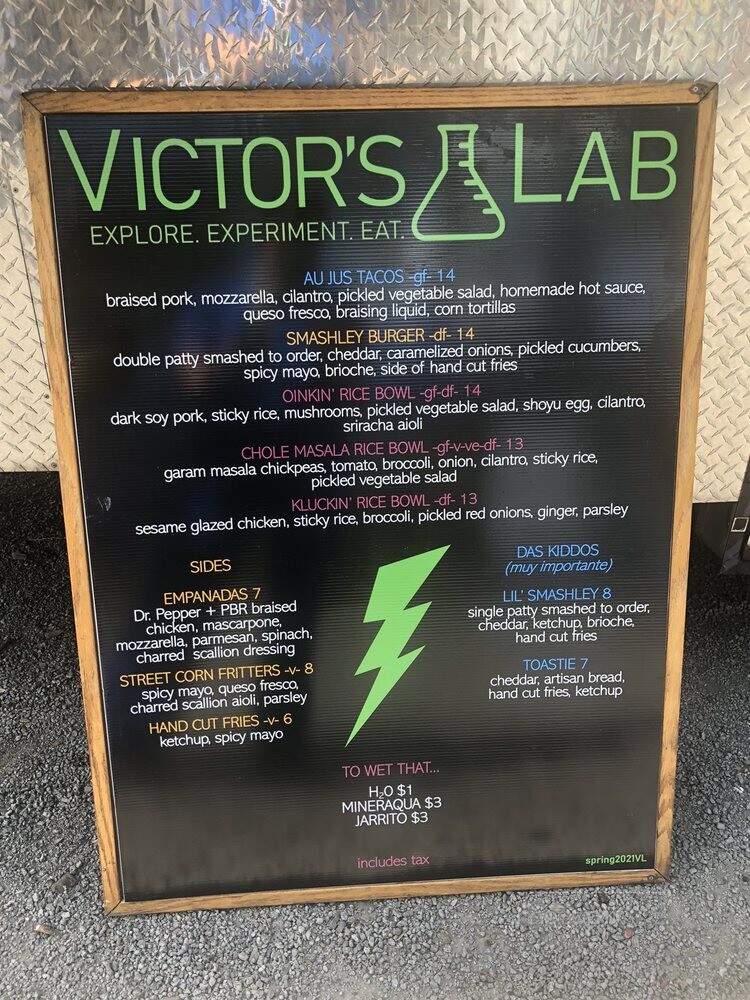 VICTOR'S LAB
EXPLORE. EXPERIMENT. EAT.
AU JUS TACOS -gf- 14
braised pork, mozzarella, cilantro, pickled vegetable salad, homemade hot sauce,
queso fresco, braising liquid, corn tortillas
SMASHLEY BURGER -df- 14
double patty smashed to order, cheddar, caramelized onions, pickled cucumbers,
spicy mayo, brioche, side of hand cut fries
OINKIN' RICE BOWL -gf-df- 14
dark soy pork, sticky rice, mushrooms, pickled vegetable salad, shoyu egg, cilantro,
sriracha aioli
CHOLE MASALA RICE BOWL -gf-v-ve-df- 13
garam masala chickpeas, tomato, broccoli, onion, cilantro, sticky rice,
pickled vegetable salad
KLUCKIN' RICE BOWL -df- 13
sesame glazed chicken, sticky rice, broccoli, pickled red onions, ginger, parsley
SIDES
EMPANADAS 7
Dr. Pepper + PBR braised
chicken, mascarpone,
mozzarella, parmesan, spinach,
charred scallion dressing
STREET CORN FRITTERS -v- 8
spicy mayo, queso fresco,
charred scallion aioli, parsley
HAND CUT FRIES -v- 6
ketchup, spicy mayo
DAS KIDDOS
(muy importante)
LIL' SMASHLEY 8
single patty smashed to order,
cheddar, ketchup, brioche,
hand cut fries
TOASTIE 7
cheddar, artisan bread,
hand cut fries, ketchup
TO WET THAT...
H₂O $1
MINERAQUA $3
JARRITO $3
includes tax
spring2021VL